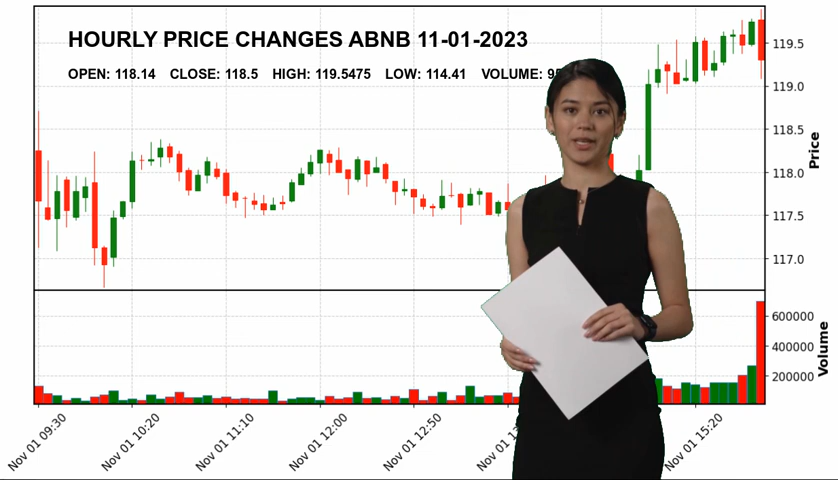 HOURLY PRICE CHANGES ABNB 11-01-2023
OPEN: 118.14 CLOSE: 118.5 HIGH: 119.5475 LOW: 114.41 VOLUME:
119.5
119.0
118.5
118.0
117.5
117.0
Price
600000
400000
200000
Volume
Nov 01 09:30
Nov 01 10:20
Nov 01 11:10
Nov 01 12:00
Nov 01 12:50
Nov 01
Nov 01 15:20